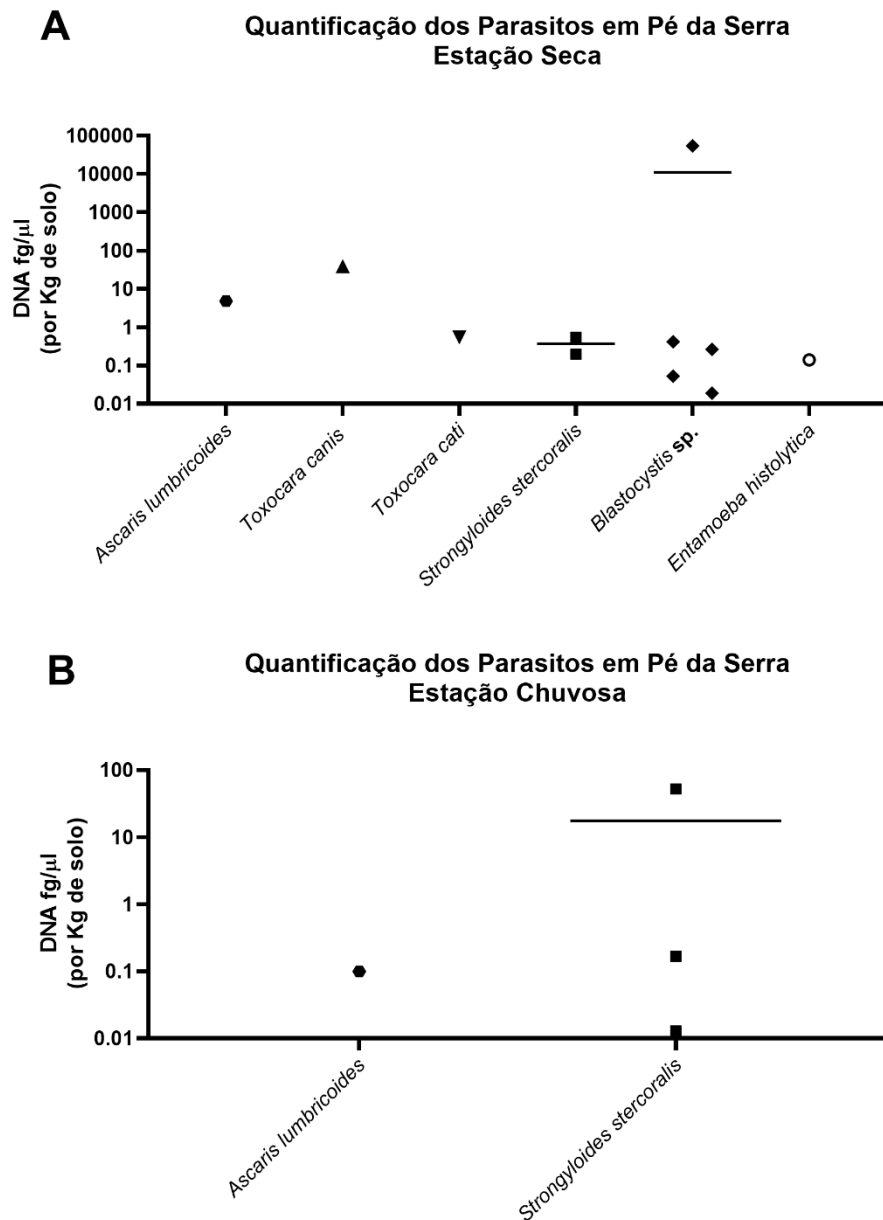 A
Quantificação dos Parasitos em Pé da Serra
Estação Seca
DNA fg/µl
(por Kg de solo)
100000
10000
1000
100
10
1
0.1
0.01
Ascaris lumbricoides
Toxocara canis
Toxocara cati
Strongyloides stercoralis
Blastocystis sp.
Entamoeba histolytica
B
Quantificação dos Parasitos em Pé da Serra
Estação Chuvosa
DNA fg/µl
(por Kg de solo)
100
10
1
0.1
0.01
Ascaris lumbricoides
Strongyloides stercoralis